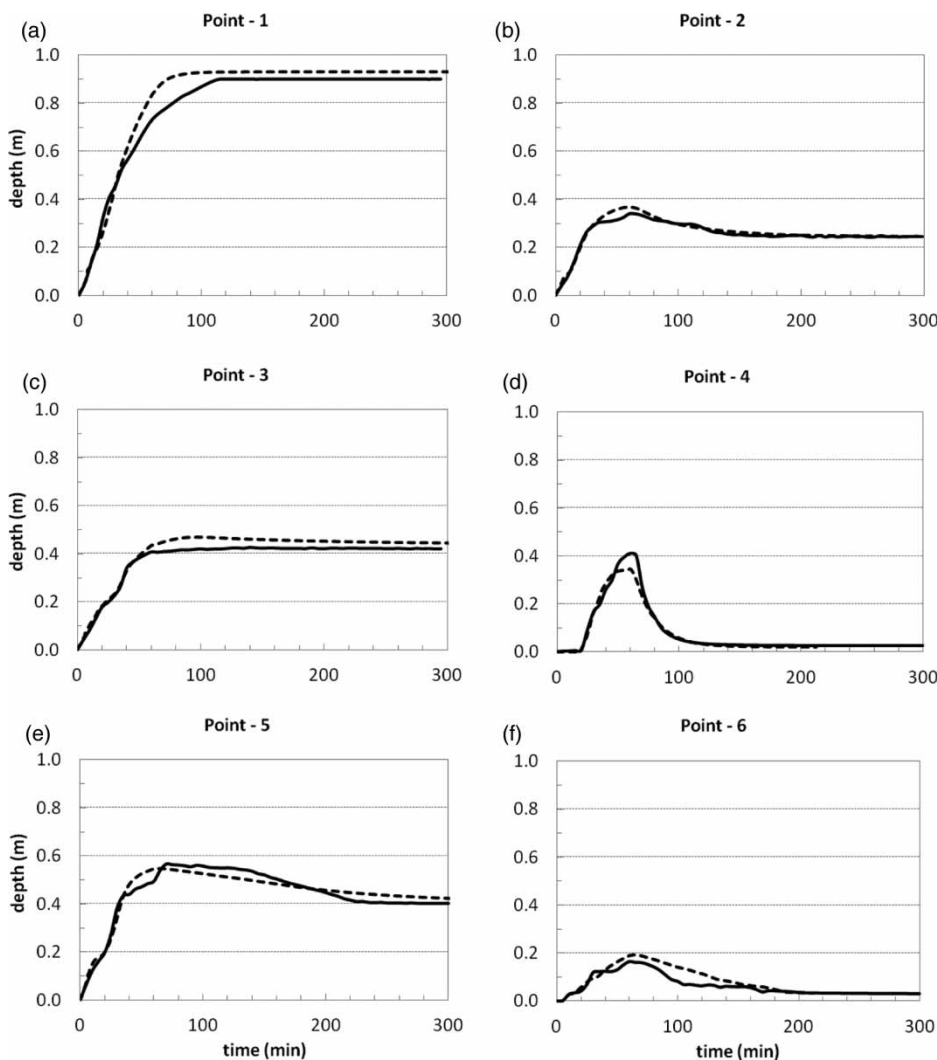 (a) Point - 1
1.0
0.8
0.6
0.4
0.2
0.0
depth (m)
0 100 200 300
(b) Point - 2
1.0
0.8
0.6
0.4
0.2
0.0
0 100 200 300
(c) Point - 3
1.0
0.8
0.6
0.4
0.2
0.0
depth (m)
0 100 200 300
(d) Point - 4
1.0
0.8
0.6
0.4
0.2
0.0
0 100 200 300
(e) Point - 5
1.0
0.8
0.6
0.4
0.2
0.0
depth (m)
0 100 200 300
time (min)
(f) Point - 6
1.0
0.8
0.6
0.4
0.2
0.0
0 100 200 300
time (min)